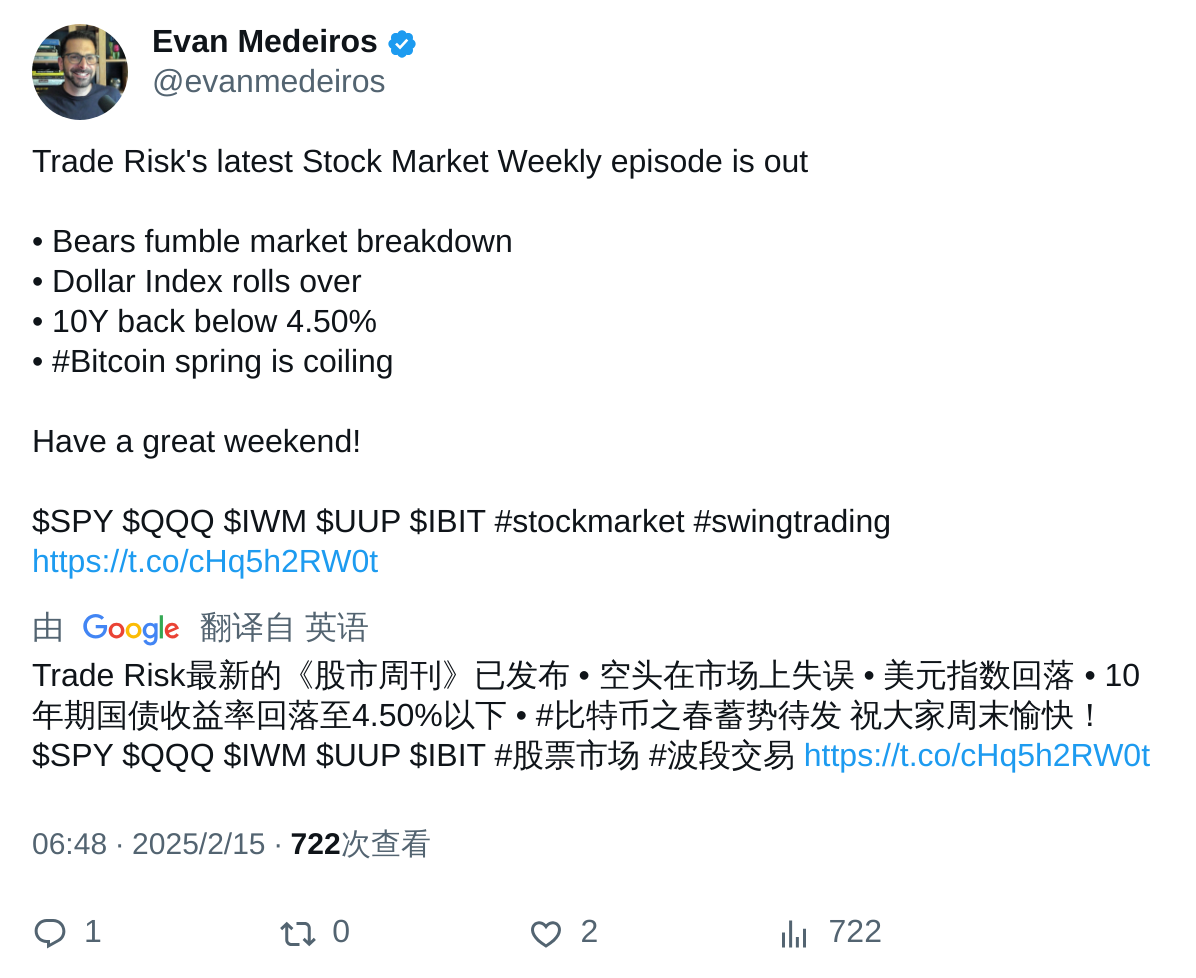 Evan Medeiros
@evanmedeiros
Trade Risk's latest Stock Market Weekly episode is out
• Bears fumble market breakdown
• Dollar Index rolls over
• 10Y back below 4.50%
• #Bitcoin spring is coiling
Have a great weekend!
$SPY $QQQ $IWM $UUP $IBIT #stockmarket #swingtrading
https://t.co/cHq5h2RW0t
由 Google 翻译自 英语
Trade Risk最新的《股市周刊》已发布 • 空头在市场上失误 • 美元指数回落 • 10
年期国债收益率回落至4.50%以下 • #比特币之春蓄势待发 祝大家周末愉快！
$SPY $QQQ $IWM $UUP $IBIT #股票市场 #波段交易 https://t.co/cHq5h2RW0t
06:48 · 2025/2/15 · 722次查看
1 0 2 722